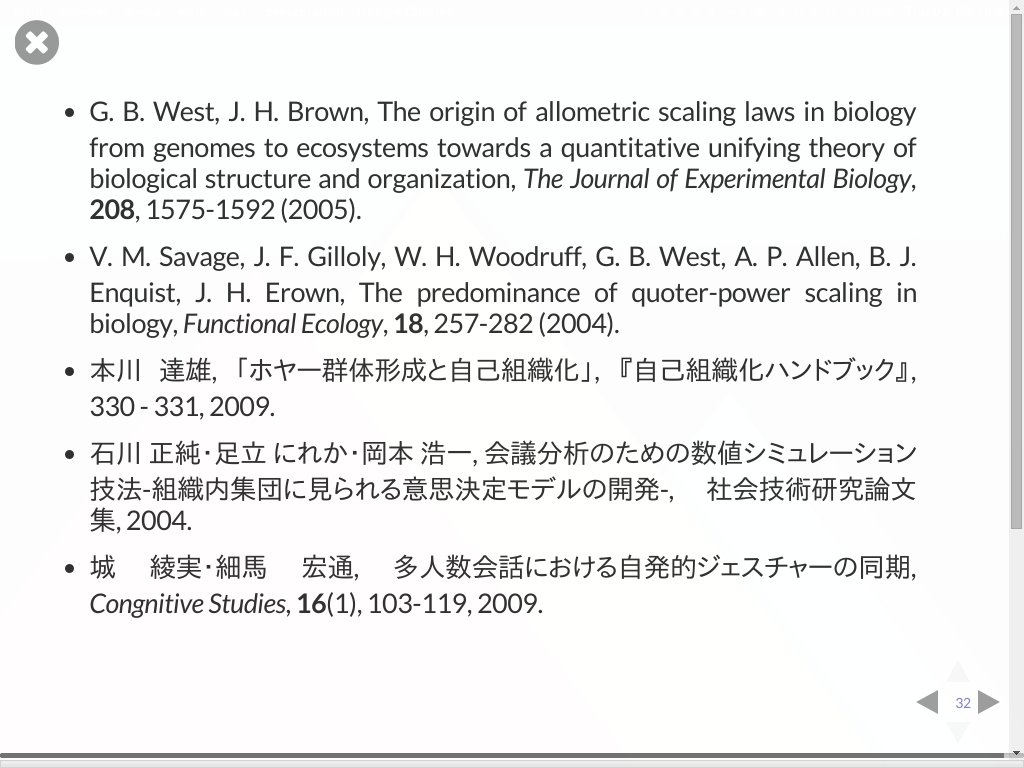 • G. B. West, J. H. Brown, The origin of allometric scaling laws in biology
from genomes to ecosystems towards a quantitative unifying theory of
biological structure and organization, The Journal of Experimental Biology,
208, 1575-1592 (2005).
• V. M. Savage, J. F. Gilloly, W. H. Woodruff, G. B. West, A. P. Allen, B. J.
Enquist, J. H. Erown, The predominance of quoter-power scaling in
biology, Functional Ecology, 18, 257-282 (2004).
• 本川 達雄, 「ホヤー群体形成と自己組織化」, 『自己組織化ハンドブック』,
330 - 331, 2009.
• 石川 正純・足立 にれか・岡本 浩一, 会議分析のための数値シミュレーション
技法-組織内集団に見られる意思決定モデルの開発-, 社会技術研究論文
集, 2004.
• 城 綾実・細馬 宏通, 多人数会話における自発的ジェスチャーの同期,
Congnitive Studies, 16(1), 103-119, 2009.
32